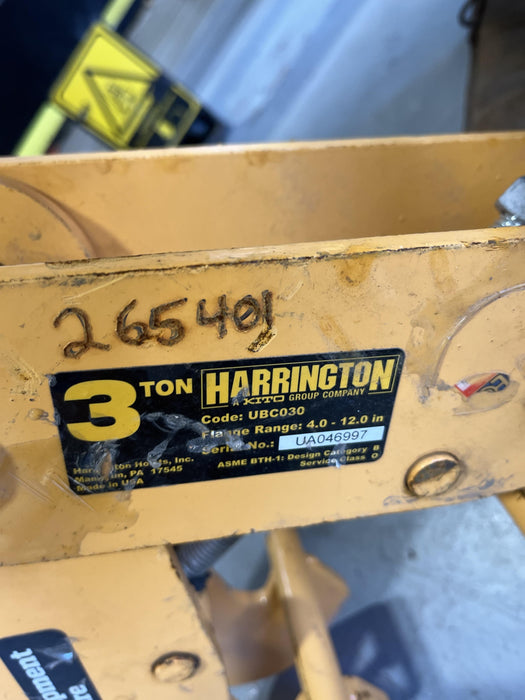 265401
3 TON
HARRINGTON
A KITO GROUP COMPANY
Code: UBC030
Flange Range: 4.0 - 12.0 in
Serial No.: UA046997
Harrington Hoists, Inc.
Manheim, PA 17545
Made in USA
ASME BTH-1: Design Category B
Service Class O